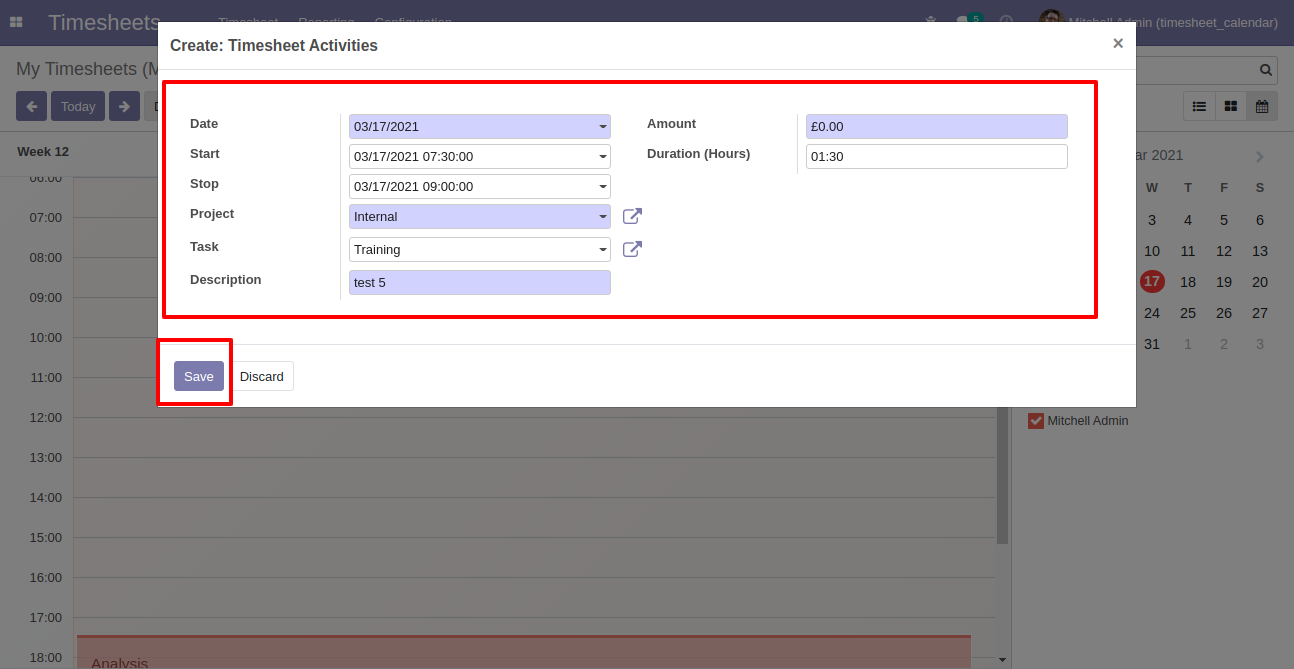 Timesheets Timesheet Reporting Configuration 5 Mitchell Admin (timesheet_calendar)
Create: Timesheet Activities ×
My Timesheets (M
Today
Week 12
Date 03/17/2021 Amount £0.00
Start 03/17/2021 07:30:00 Duration (Hours) 01:30
Stop 03/17/2021 09:00:00
Project Internal
Task Training
Description test 5
Save Discard
06:00
07:00
08:00
09:00
10:00
11:00
12:00
13:00
14:00
15:00
16:00
17:00
18:00
Analysis
ar 2021
W T F S
3 4 5 6
10 11 12 13
17 18 19 20
24 25 26 27
31 1 2 3
Mitchell Admin